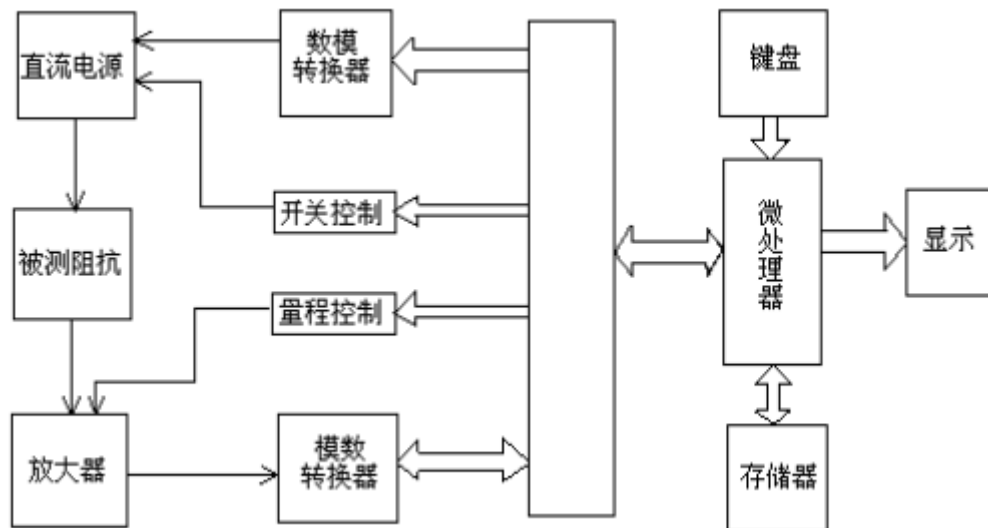 直流电源
数模
转换器
键盘
开关控制
微
处
理
器
显示
被测阻抗
量程控制
放大器
模数
转换器
存储器